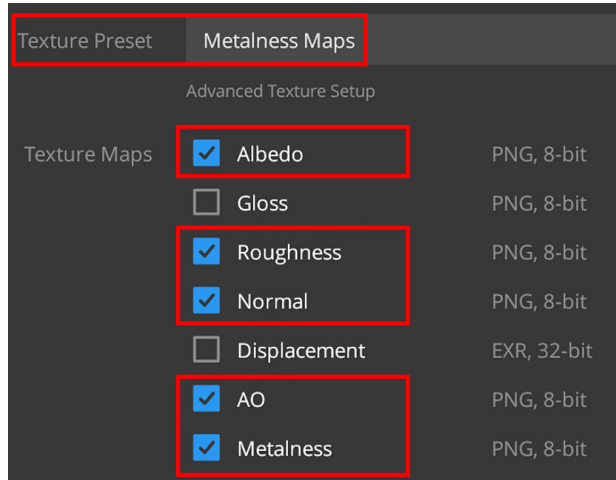 Texture Preset Metalness Maps
Advanced Texture Setup
Texture Maps Albedo PNG, 8-bit
Gloss PNG, 8-bit
Roughness PNG, 8-bit
Normal PNG, 8-bit
Displacement EXR, 32-bit
AO PNG, 8-bit
Metalness PNG, 8-bit